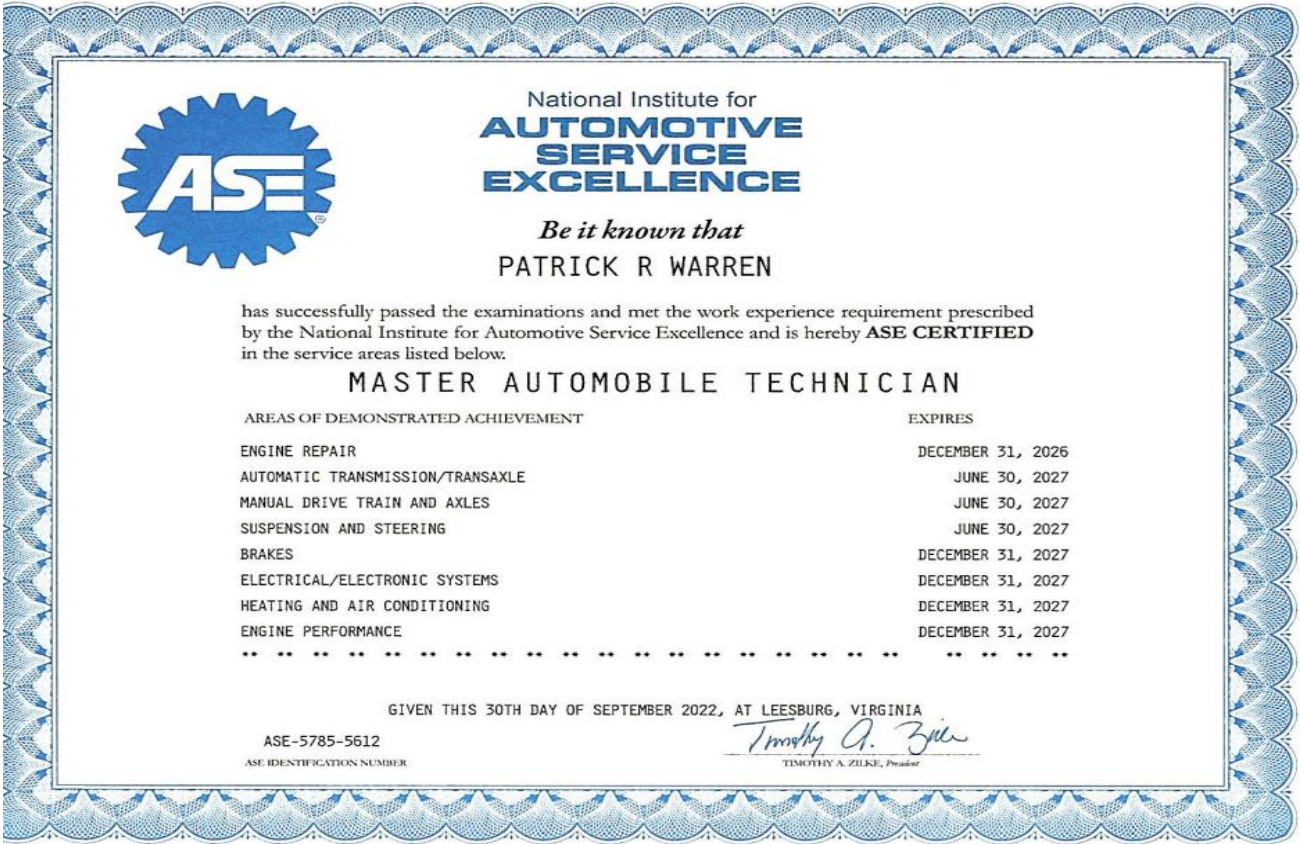 ASE®
National Institute for
AUTOMOTIVE
SERVICE
EXCELLENCE
Be it known that
PATRICK R WARREN
has successfully passed the examinations and met the work experience requirement prescribed
by the National Institute for Automotive Service Excellence and is hereby ASE CERTIFIED
in the service areas listed below.
MASTER AUTOMOBILE TECHNICIAN
AREAS OF DEMONSTRATED ACHIEVEMENT EXPIRES
ENGINE REPAIR DECEMBER 31, 2026
AUTOMATIC TRANSMISSION/TRANSAXLE JUNE 30, 2027
MANUAL DRIVE TRAIN AND AXLES JUNE 30, 2027
SUSPENSION AND STEERING JUNE 30, 2027
BRAKES DECEMBER 31, 2027
ELECTRICAL/ELECTRONIC SYSTEMS DECEMBER 31, 2027
HEATING AND AIR CONDITIONING DECEMBER 31, 2027
ENGINE PERFORMANCE DECEMBER 31, 2027
** ** ** ** ** ** ** ** ** ** ** ** ** ** ** ** ** ** ** ** ** ** **
GIVEN THIS 30TH DAY OF SEPTEMBER 2022, AT LEESBURG, VIRGINIA
ASE-5785-5612 Timothy A. Zilke
ASE IDENTIFICATION NUMBER TIMOTHY A. ZILKE, President